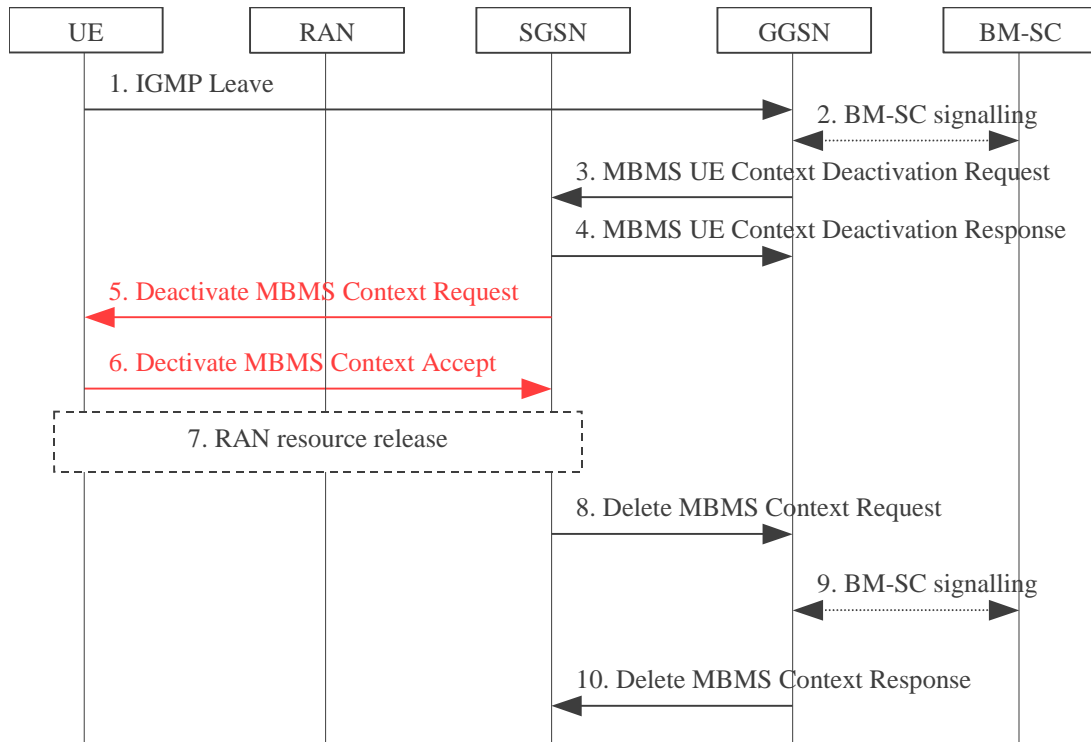 UE RAN SGSN GGSN BM-SC
1. IGMP Leave
2. BM-SC signalling
3. MBMS UE Context Deactivation Request
4. MBMS UE Context Deactivation Response
5. Deactivate MBMS Context Request
6. Dectivate MBMS Context Accept
7. RAN resource release
8. Delete MBMS Context Request
9. BM-SC signalling
10. Delete MBMS Context Response